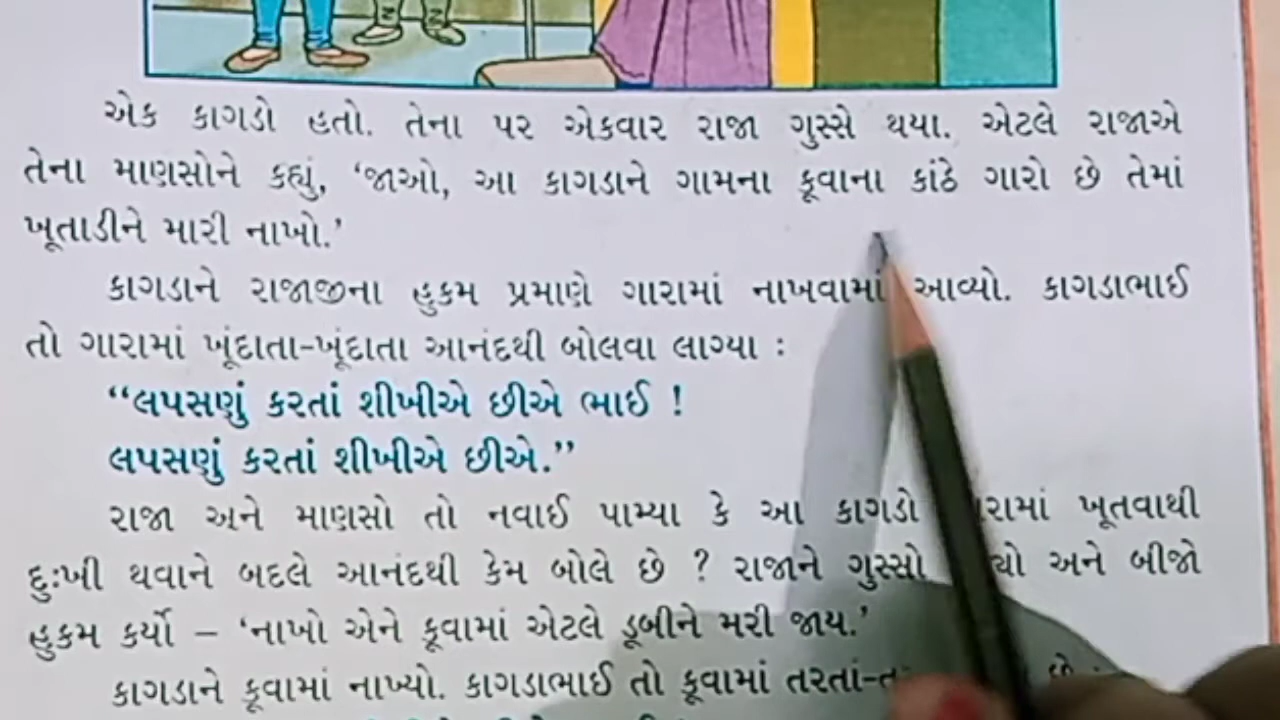 એક કાગડો હતો. તેના પર એકવાર રાજા ગુસ્સે થયા. એટલે રાજાએ
તેના માણસોને કહ્યું, ‘જાઓ, આ કાગડાને ગામના કૂવાના કાંઠે ગારો છે તેમાં
ખૂતાડીને મારી નાખો.’
કાગડાને રાજાજીના હુકમ પ્રમાણે ગારામાં નાખવામાં આવ્યો. કાગડાભાઈ
તો ગારામાં ખૂંદાતા-ખૂંદાતા આનંદથી બોલવા લાગ્યા :
“લપસણું કરતાં શીખીએ છીએ ભાઈ !
લપસણું કરતાં શીખીએ છીએ.”
રાજા અને માણસો તો નવાઈ પામ્યા કે આ કાગડો ખૂતવાથી
દુઃખી થવાને બદલે આનંદથી કેમ બોલે છે ? રાજાને ગુસ્સો અને બીજો
હુકમ કર્યો – ‘નાખો એને કૂવામાં એટલે ડૂબીને મરી જાય.’
કાગડાને કૂવામાં નાખ્યો. કાગડાભાઈ તો કૂવામાં તરતાં